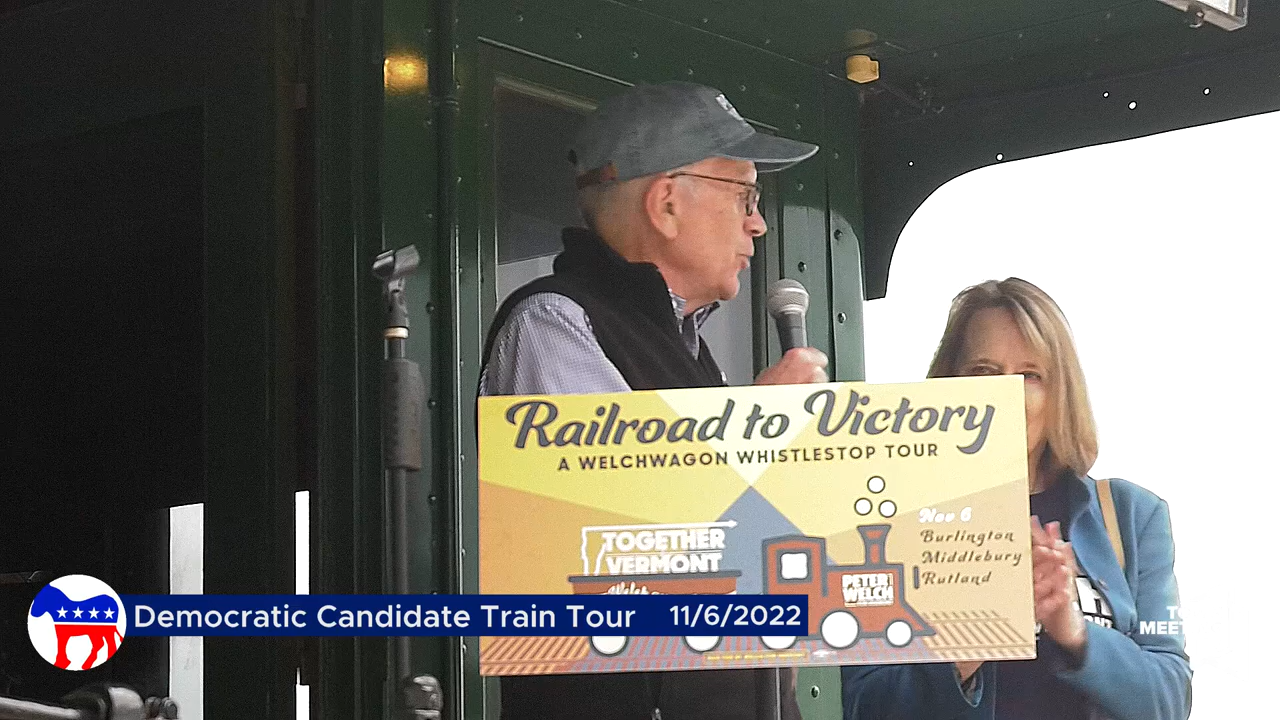 Railroad to Victory
A WELCHWAGON WHISTLESTOP TOUR
Nov 6
Burlington
Middlebury
Rutland
TOGETHER
VERMONT
PETER
WELCH
Democratic Candidate Train Tour 11/6/2022
MEET